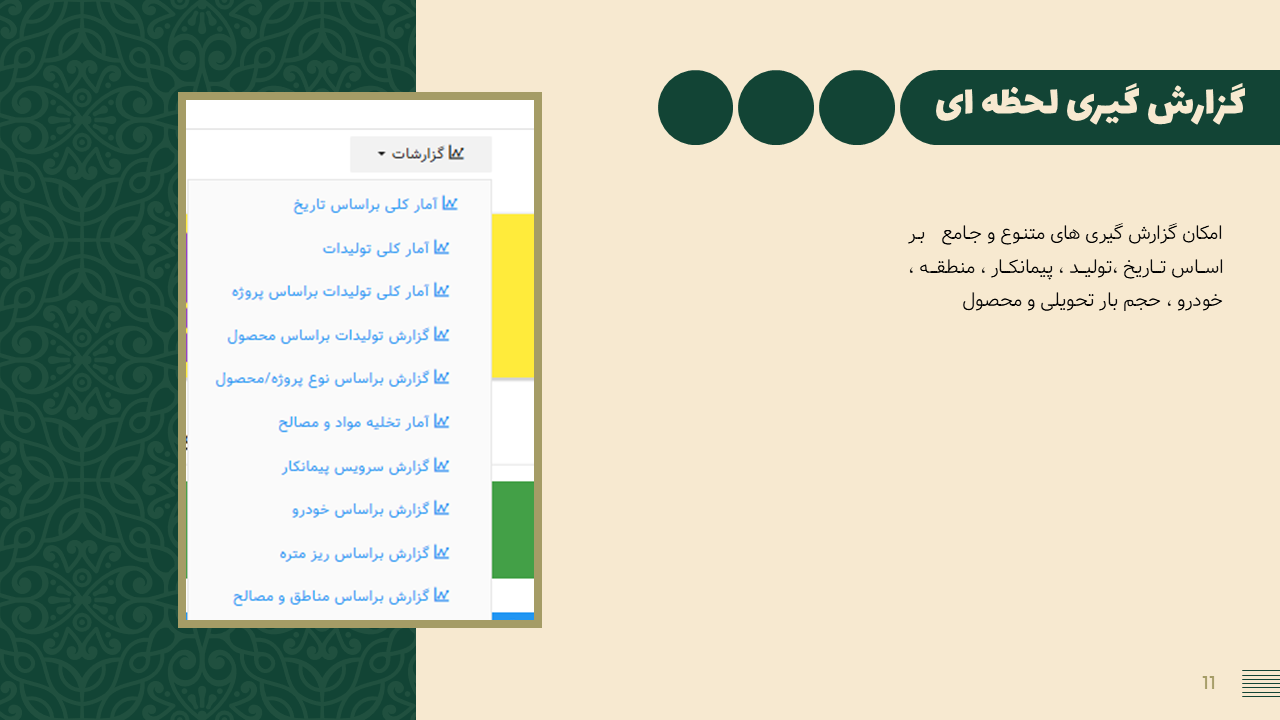 گزارش گیری لحظه ای
امکان گزارش گیری های متنوع و جامع بر
اساس تاریخ ،تولید ، پیمانکار ، منطقه ،
خودرو ، حجم بار تحویلی و محصول
گزارشات
آمار کلی براساس تاریخ
آمار کلی تولیدات
آمار کلی تولیدات براساس پروژه
گزارش تولیدات براساس محصول
گزارش براساس نوع پروژه/محصول
آمار تخلیه مواد و مصالح
گزارش سرویس پیمانکار
گزارش براساس خودرو
گزارش براساس ریز متره
گزارش براساس مناطق و مصالح
11